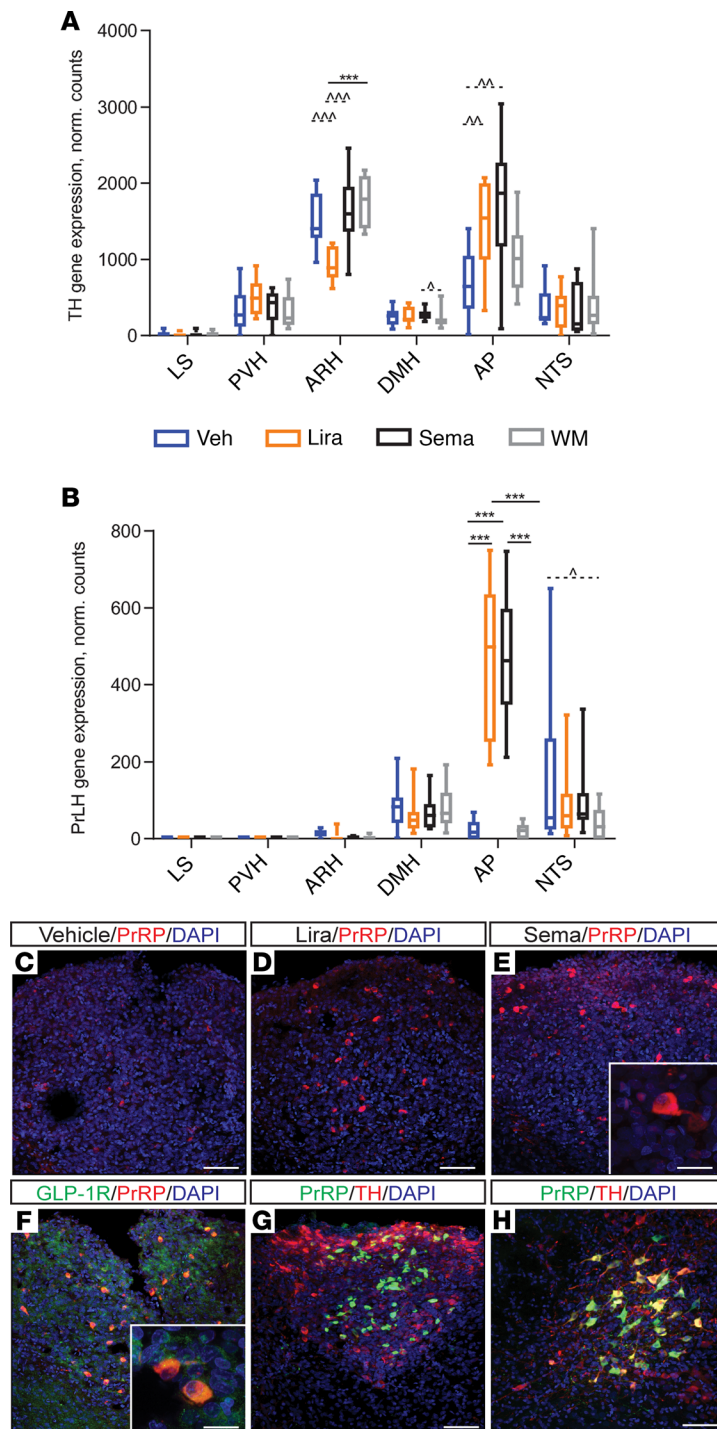 A
TH gene expression, norm. counts
4000
3000
2000
1000
0
***
^^^
^^^
^
^^
^^
LS PVH ARH DMH AP NTS
Veh Lira Sema WM
B
PrLH gene expression, norm. counts
800
600
400
200
0
***
***
*** ***
^
LS PVH ARH DMH AP NTS
Vehicle/PrRP/DAPI Lira/PrRP/DAPI Sema/PrRP/DAPI
C D E
GLP-1R/PrRP/DAPI PrRP/TH/DAPI PrRP/TH/DAPI
F G H